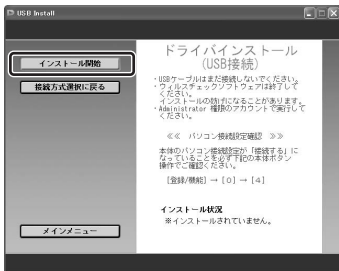 USB Install
インストール開始
接続方式選択に戻る
メインメニュー
ドライバインストール
(USB接続)
・USBケーブルはまだ接続しないでください。
・ウィルスチェックソフトウェアは終了して
ください。
インストールの妨げになることがあります。
・Administrator 権限のアカウントで実行して
ください。
≪≪ パソコン接続設定確認 ≫≫
本体のパソコン接続設定が「接続する」に
なっていることを必ず下記の本体ボタン
操作でご確認ください。
[登録/機能] → [0] → [4]
インストール状況
※インストールされていません。